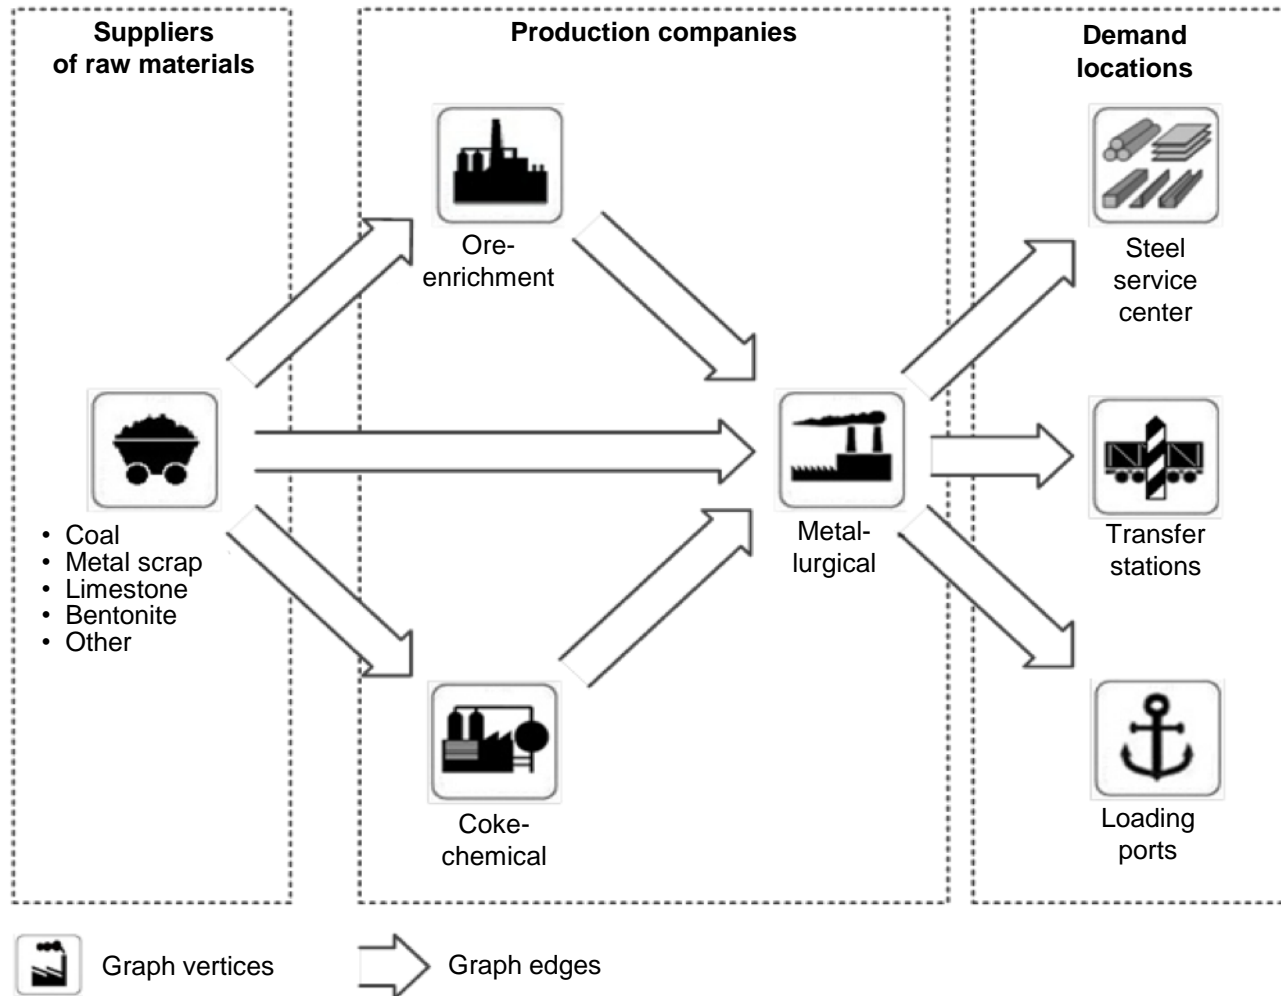 Suppliers
of raw materials
Production companies
Demand
locations
Ore-
enrichment
Steel
service
center
• Coal
• Metal scrap
• Limestone
• Bentonite
• Other
Metal-
lurgical
Transfer
stations
Coke-
chemical
Loading
ports
Graph vertices
Graph edges